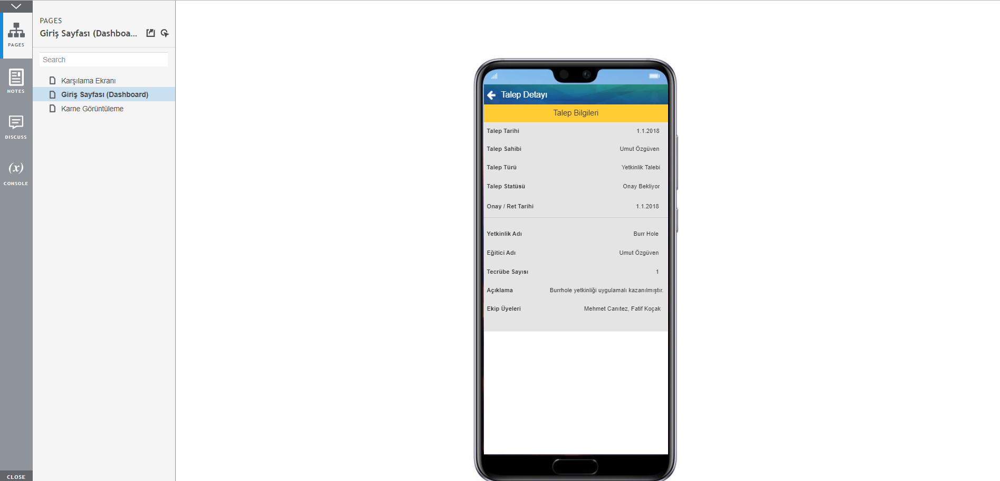 PAGES
Giriş Sayfası (Dashboa...
Search
Karşılama Ekranı
Giriş Sayfası (Dashboard)
Karne Görüntüleme
PAGES
NOTES
DISCUSS
(x)
CONSOLE
CLOSE
Talep Detayı
Talep Bilgileri
Talep Tarihi 1.1.2018
Talep Sahibi Umut Özgüven
Talep Türü Yetkinlik Talebi
Talep Statüsü Onay Bekliyor
Onay / Ret Tarihi 1.1.2018
Yetkinlik Adı Burr Hole
Eğitici Adı Umut Özgüven
Tecrübe Sayısı 1
Açıklama Burrhole yetkinliği uygulamalı kazanılmıştır.
Ekip Üyeleri Mehmet Canıtez, Fatif Koçak